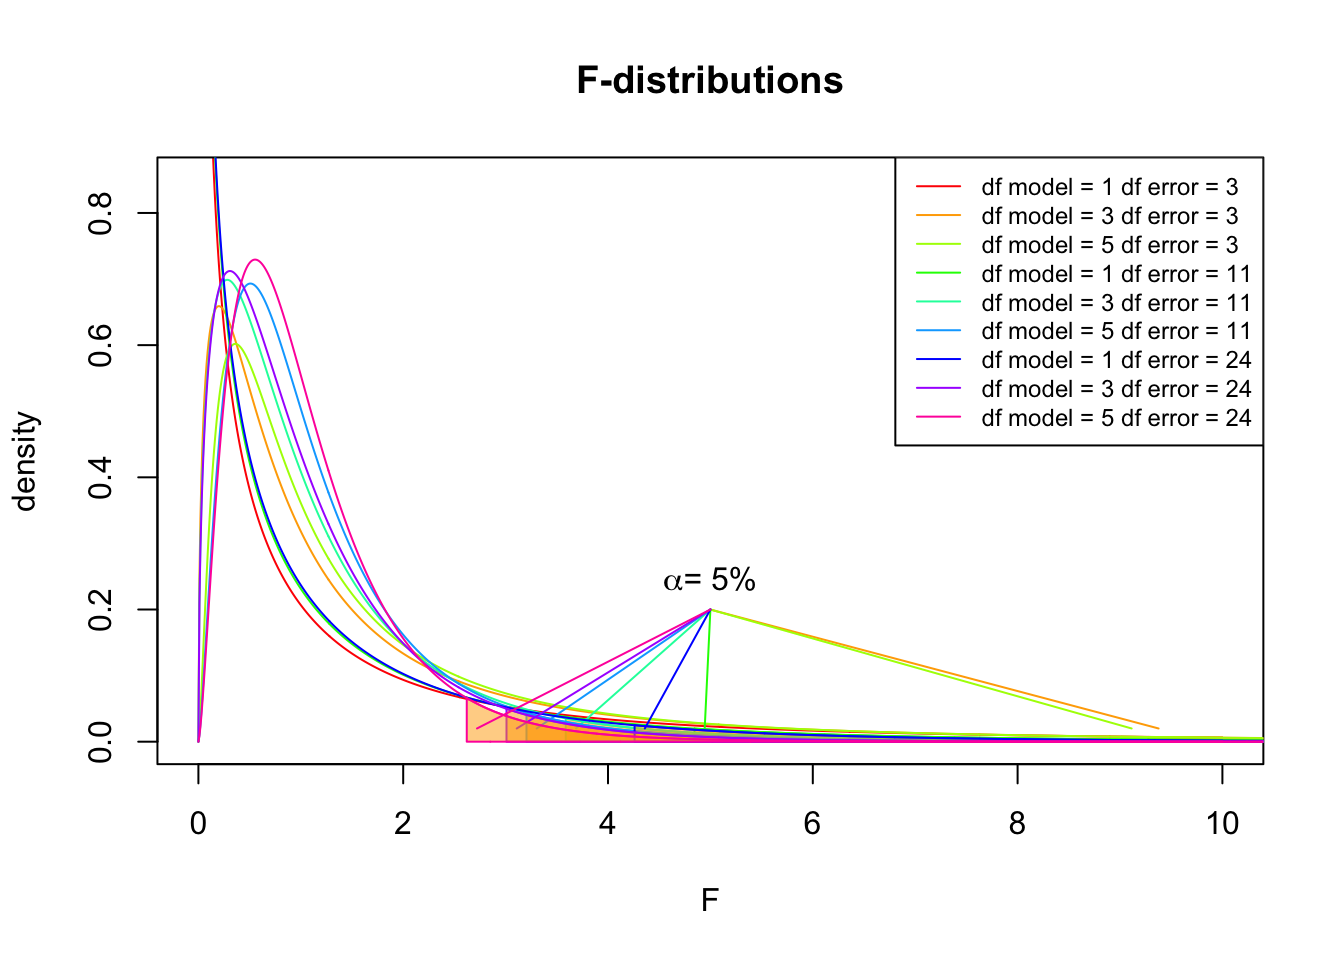 F-distributions
df model = 1 df error = 3
df model = 3 df error = 3
df model = 5 df error = 3
df model = 1 df error = 11
df model = 3 df error = 11
df model = 5 df error = 11
df model = 1 df error = 24
df model = 3 df error = 24
df model = 5 df error = 24
density
0.8
0.6
0.4
0.2
0.0
α= 5%
0 2 4 6 8 10
F